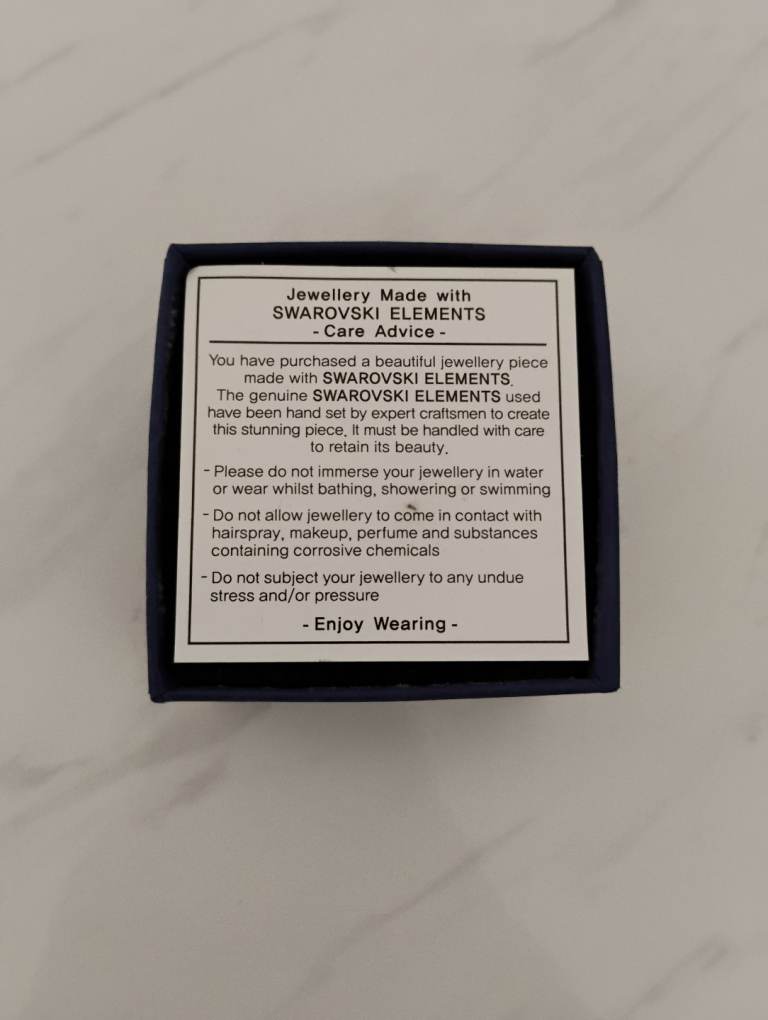 Jewellery Made with
SWAROVSKI ELEMENTS
- Care Advice -
You have purchased a beautiful jewellery piece
made with SWAROVSKI ELEMENTS.
The genuine SWAROVSKI ELEMENTS used
have been hand set by expert craftsmen to create
this stunning piece. It must be handled with care
to retain its beauty.
- Please do not immerse your jewellery in water
or wear whilst bathing, showering or swimming
- Do not allow jewellery to come in contact with
hairspray, makeup, perfume and substances
containing corrosive chemicals
- Do not subject your jewellery to any undue
stress and/or pressure
- Enjoy Wearing -